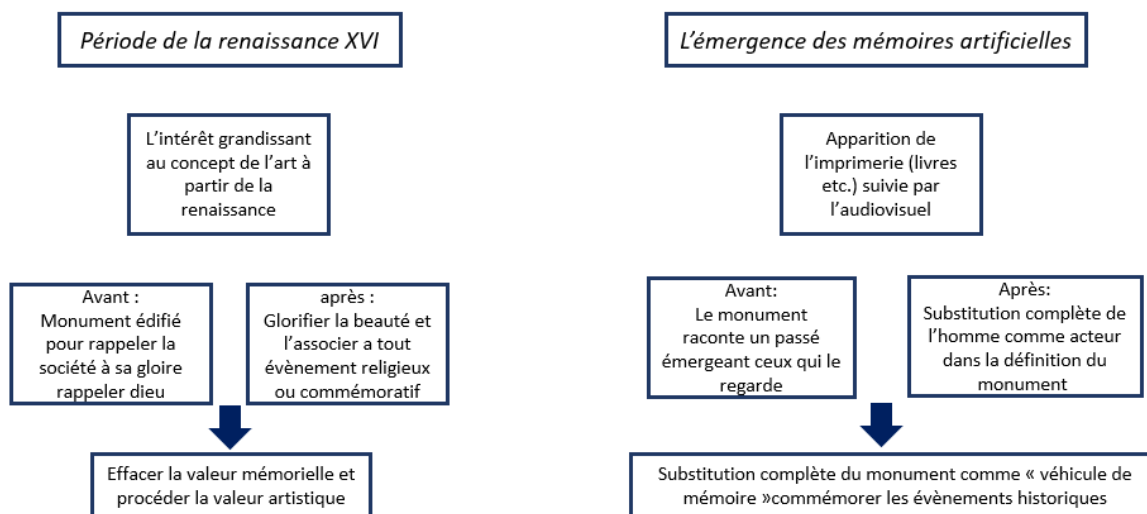 Période de la renaissance XVI
L'intérêt grandissant
au concept de l'art à
partir de la
renaissance
Avant :
Monument édifié
pour rappeler la
société à sa gloire
rappeler dieu
après :
Glorifier la beauté et
l'associer a tout
évènement religieux
ou commémoratif
Effacer la valeur mémorielle et
procéder la valeur artistique
L'émergence des mémoires artificielles
Apparition de
l'imprimerie (livres
etc.) suivie par
l'audiovisuel
Avant:
Le monument
raconte un passé
émergeant ceux qui le
regarde
Après:
Substitution complète de
l'homme comme acteur
dans la définition du
monument
Substitution complète du monument comme « véhicule de
mémoire »commémorer les évènements historiques